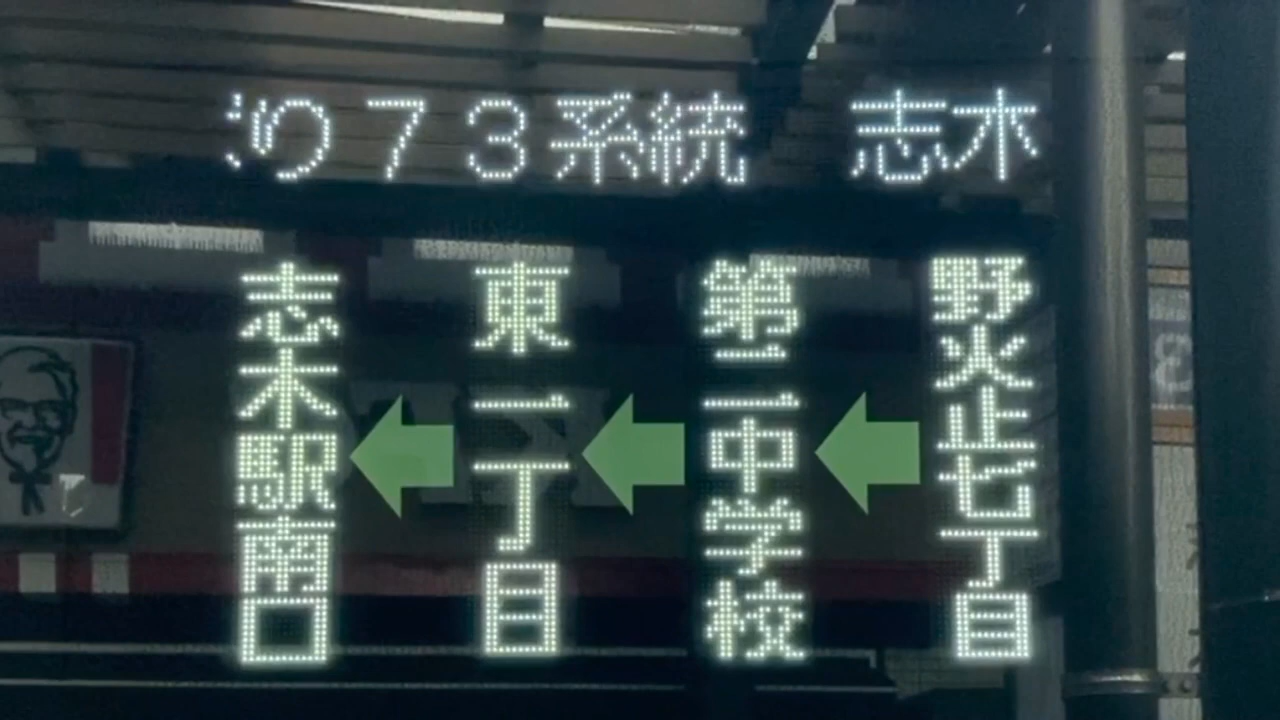 り７３系統　志木
野火止七丁目
第二中学校
東一丁目
志木駅南口